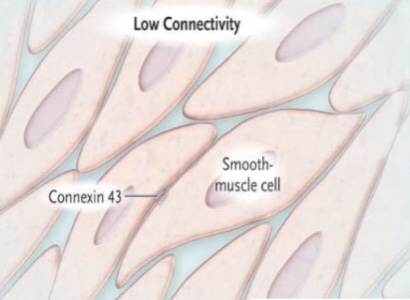 Low Connectivity
Smooth-
muscle cell
Connexin 43